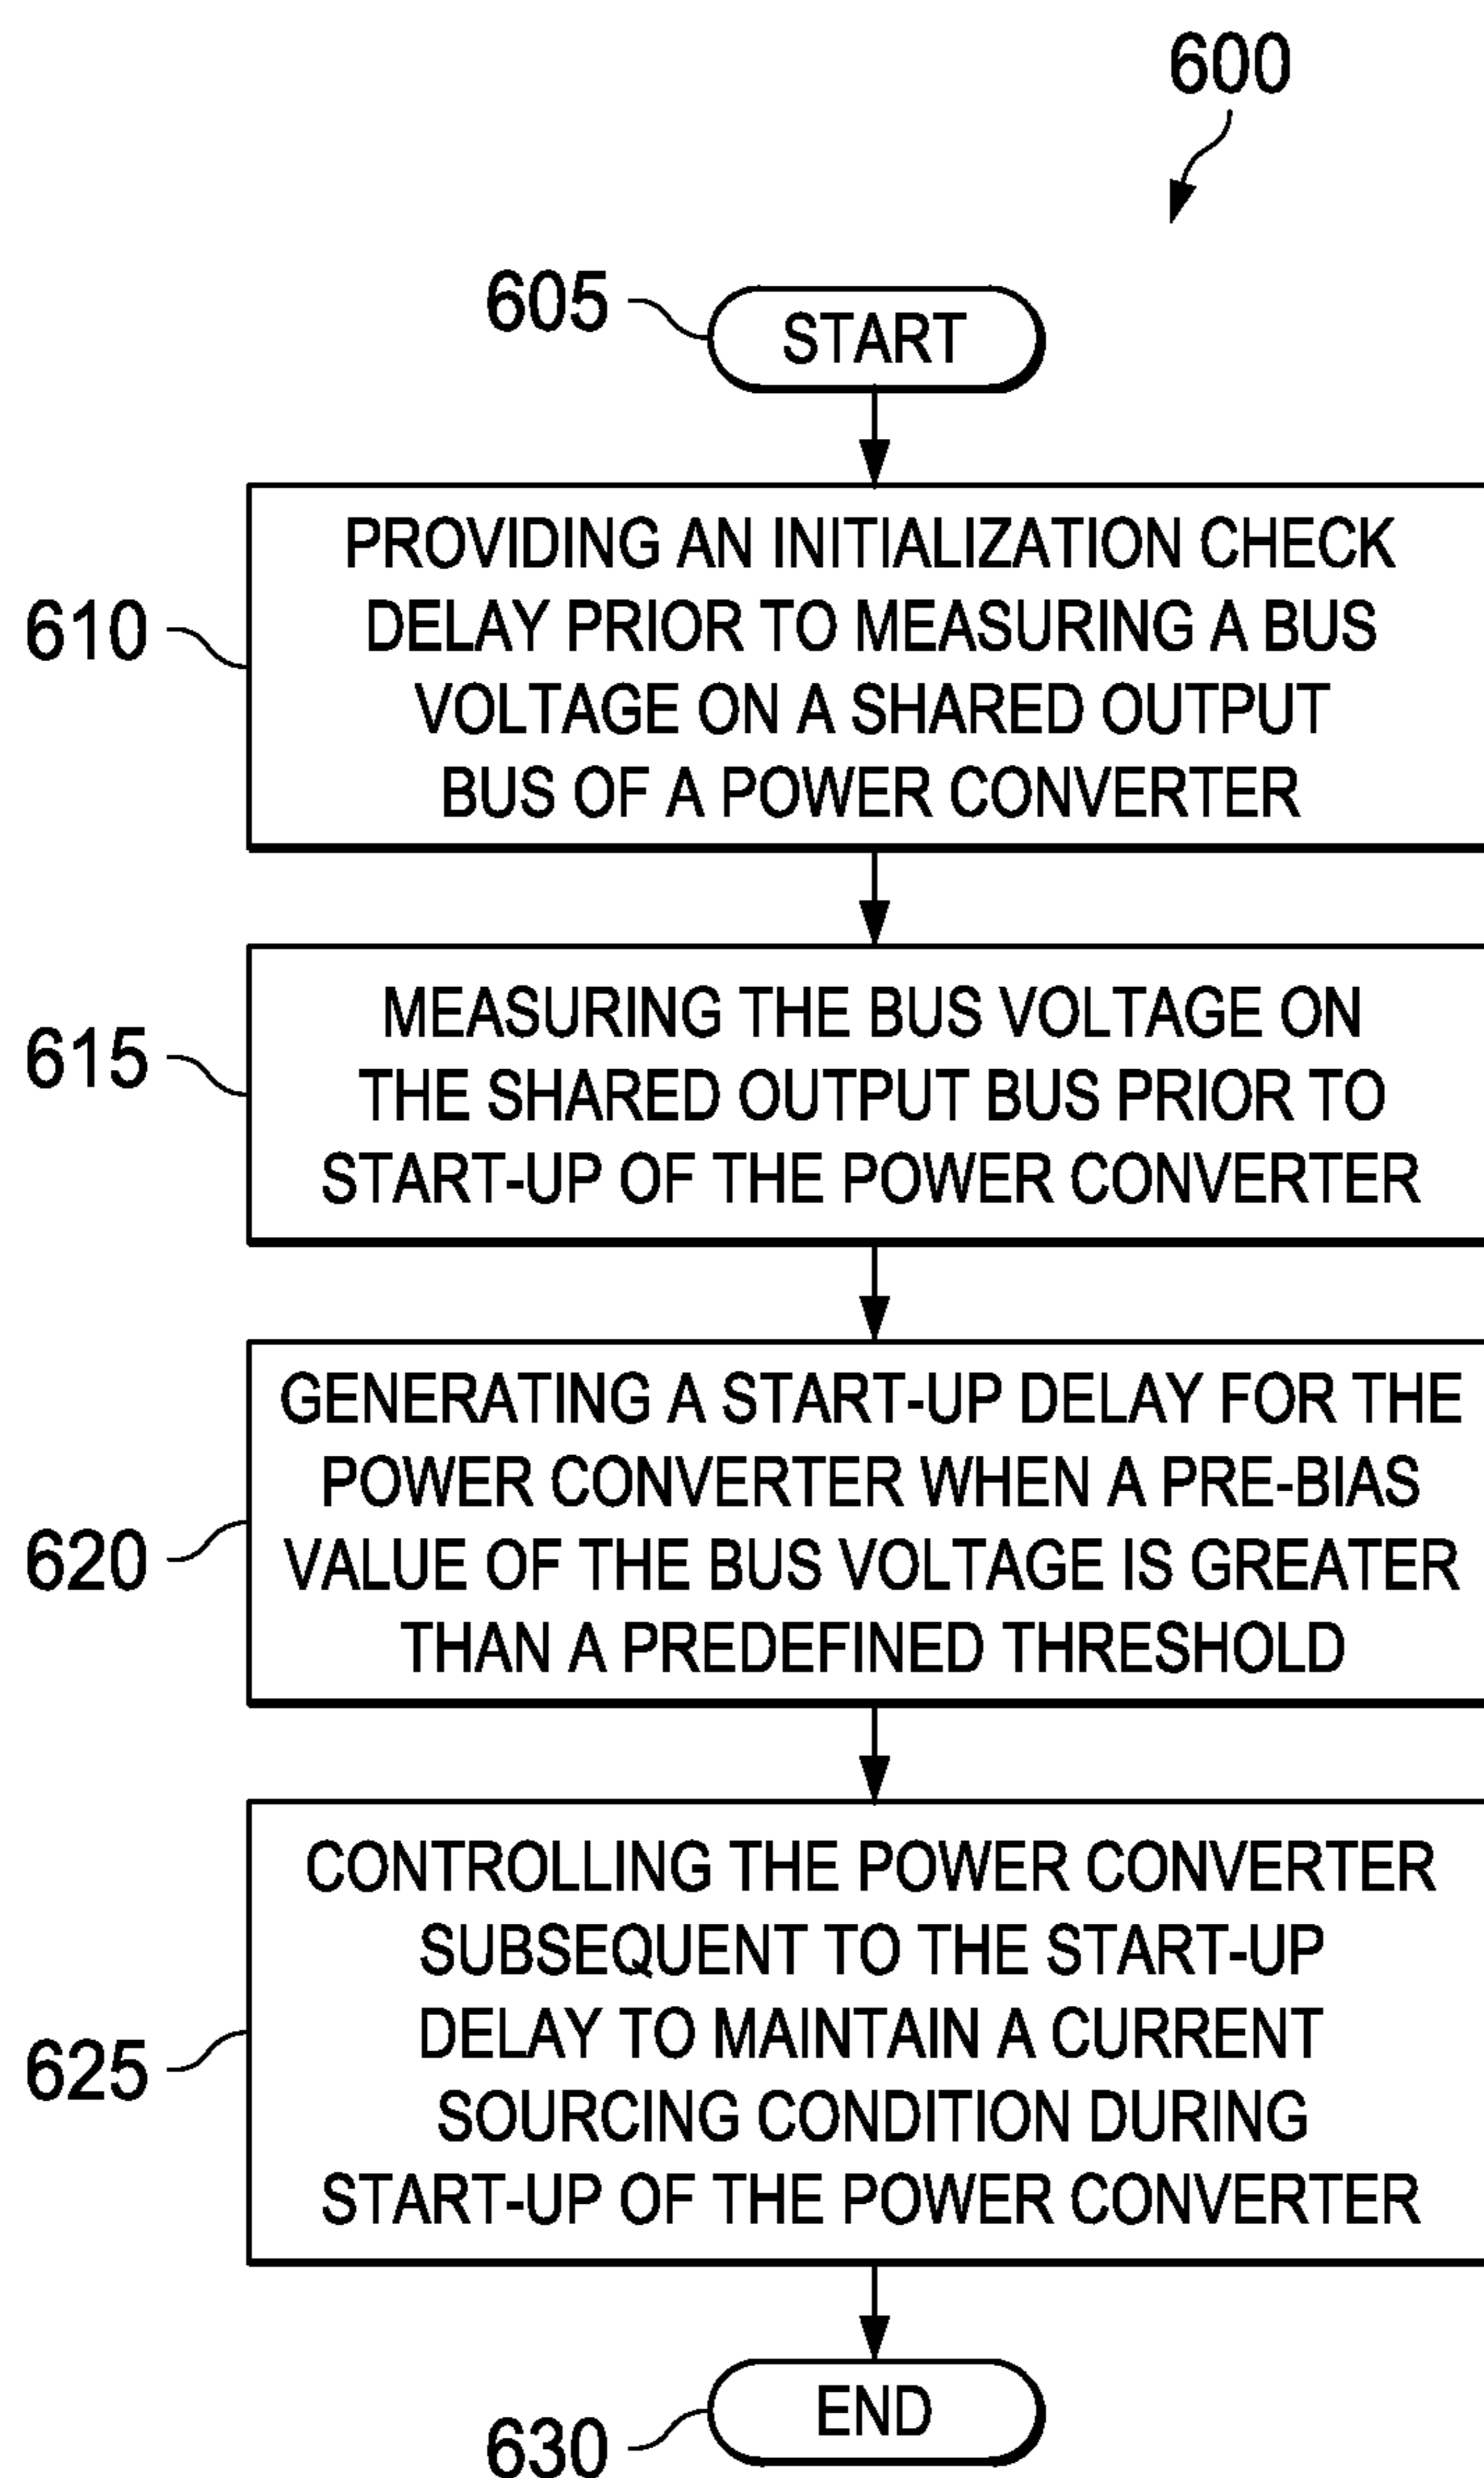 600
605
START
610
PROVIDING AN INITIALIZATION CHECK
DELAY PRIOR TO MEASURING A BUS
VOLTAGE ON A SHARED OUTPUT
BUS OF A POWER CONVERTER
615
MEASURING THE BUS VOLTAGE ON
THE SHARED OUTPUT BUS PRIOR TO
START-UP OF THE POWER CONVERTER
620
GENERATING A START-UP DELAY FOR THE
POWER CONVERTER WHEN A PRE-BIAS
VALUE OF THE BUS VOLTAGE IS GREATER
THAN A PREDEFINED THRESHOLD
625
CONTROLLING THE POWER CONVERTER
SUBSEQUENT TO THE START-UP
DELAY TO MAINTAIN A CURRENT
SOURCING CONDITION DURING
START-UP OF THE POWER CONVERTER
630
END